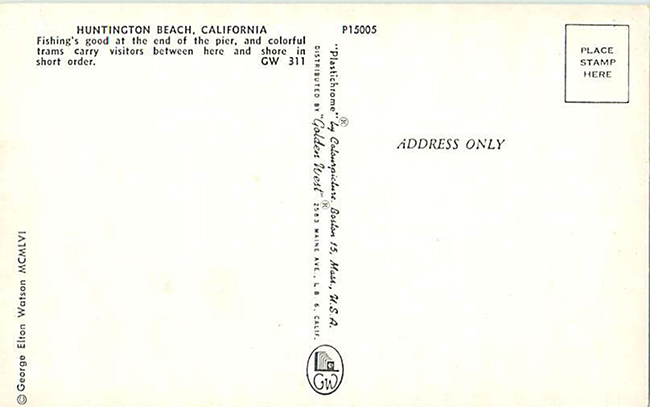 HUNTINGTON BEACH, CALIFORNIA
Fishing's good at the end of the pier, and colorful
trams carry visitors between here and shore in
short order. GW 311
P15005
"Plastichrome"® by Colourpicture, Boston 15, Mass., U.S.A.
DISTRIBUTED BY "Golden West"® 2583 MAINE AVE., L B 6, CALIF.
GW
PLACE
STAMP
HERE
ADDRESS ONLY
© George Elton Watson MCMLVI